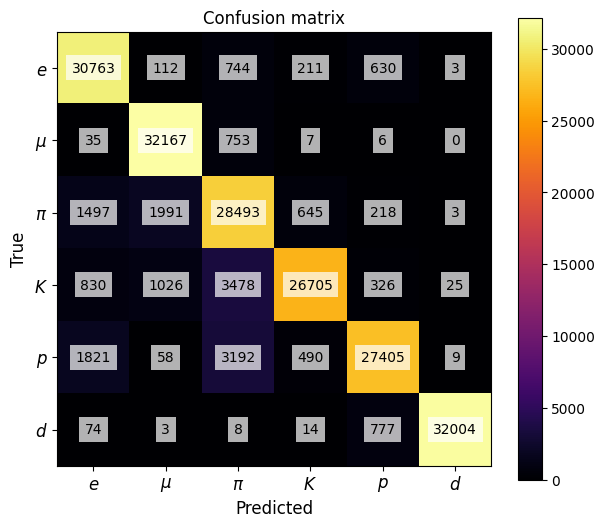 Confusion matrix
e 30763 112 744 211 630 3
μ 35 32167 753 7 6 0
π 1497 1991 28493 645 218 3
K 830 1026 3478 26705 326 25
p 1821 58 3192 490 27405 9
d 74 3 8 14 777 32004
e μ π K p d
Predicted
True
30000
25000
20000
15000
10000
5000
0